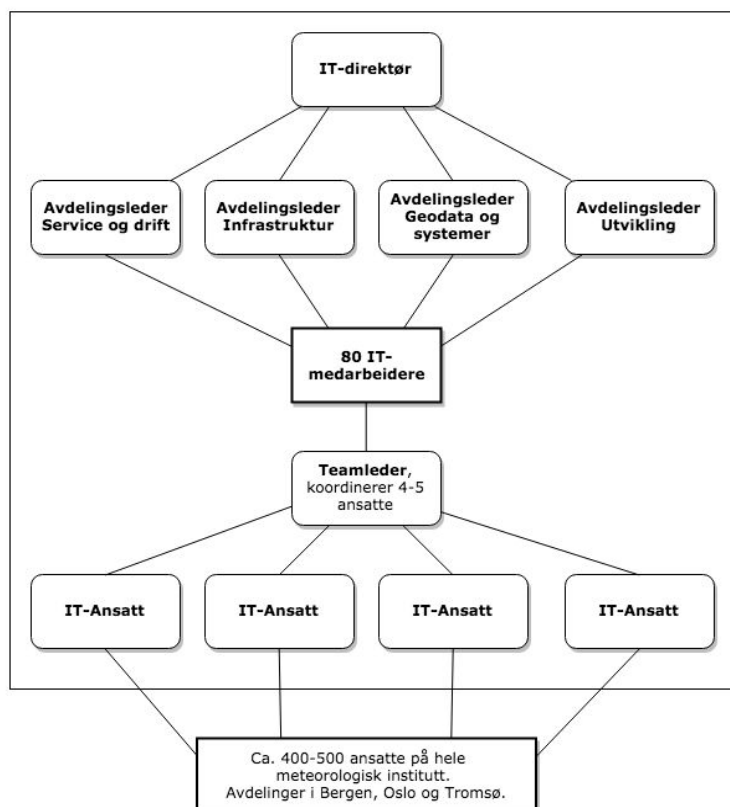 IT-direktør
Avdelingsleder
Service og drift
Avdelingsleder
Infrastruktur
Avdelingsleder
Geodata og
systemer
Avdelingsleder
Utvikling
80 IT-
medarbeidere
Teamleder,
koordinerer 4-5
ansatte
IT-Ansatt
IT-Ansatt
IT-Ansatt
IT-Ansatt
Ca. 400-500 ansatte på hele
meteorologisk institutt.
Avdelinger i Bergen, Oslo og Tromsø.